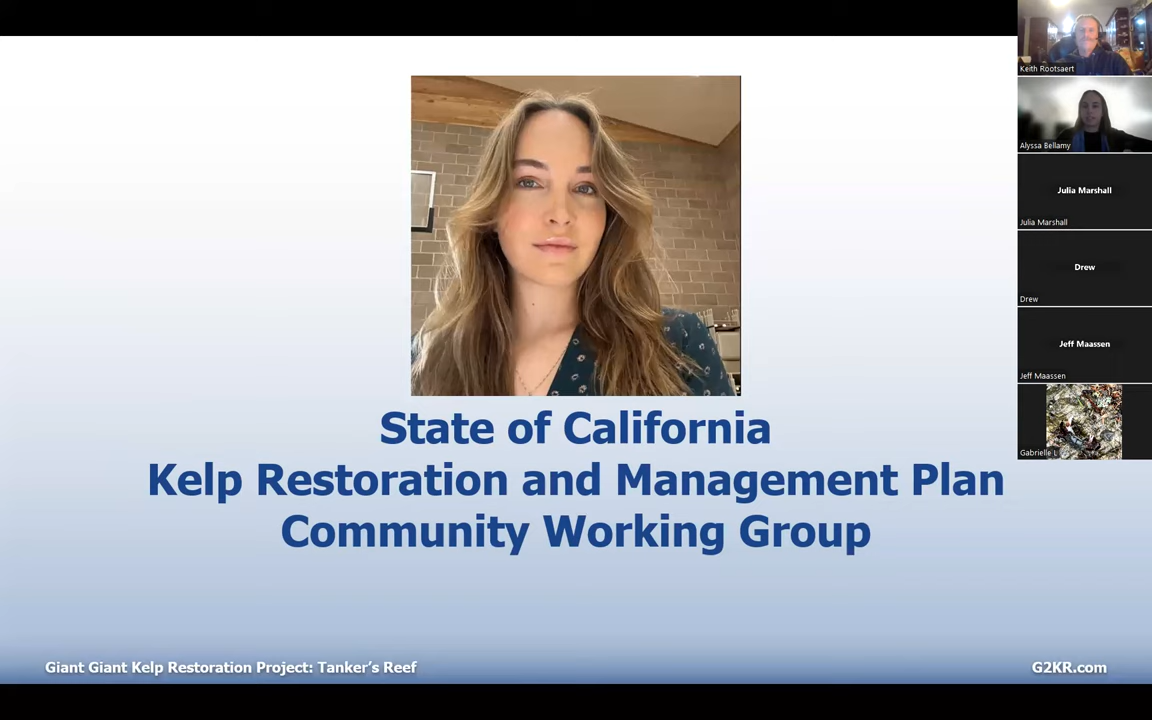 State of California
Kelp Restoration and Management Plan
Community Working Group
Giant Giant Kelp Restoration Project: Tanker’s Reef
G2KR.com
Keith Rootsaert
Alyssa Bellamy
Julia Marshall
Julia Marshall
Drew
Drew
Jeff Maassen
Jeff Maassen
Gabrielle L